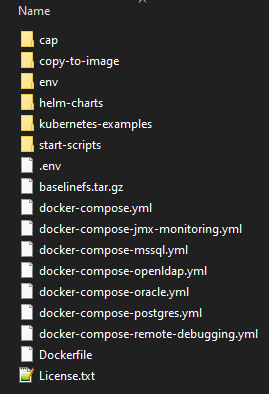 Name
cap
copy-to-image
env
helm-charts
kubernetes-examples
start-scripts
.env
baselinefs.tar.gz
docker-compose.yml
docker-compose-jmx-monitoring.yml
docker-compose-mssql.yml
docker-compose-openldap.yml
docker-compose-oracle.yml
docker-compose-postgres.yml
docker-compose-remote-debugging.yml
Dockerfile
License.txt